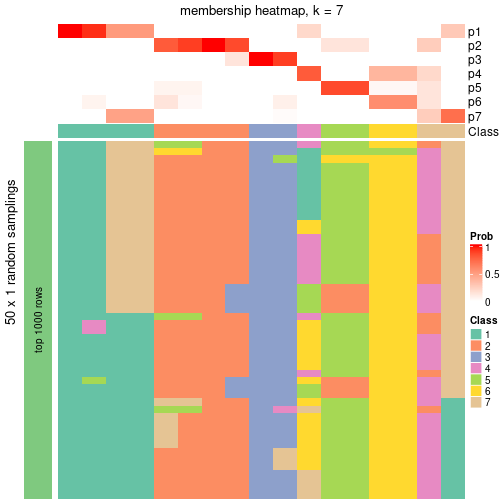 membership heatmap, k = 7
p1
p2
p3
p4
p5
p6
p7
Class
50 x 1 random samplings
top 1000 rows
Prob
1
0.5
0
Class
1
2
3
4
5
6
7